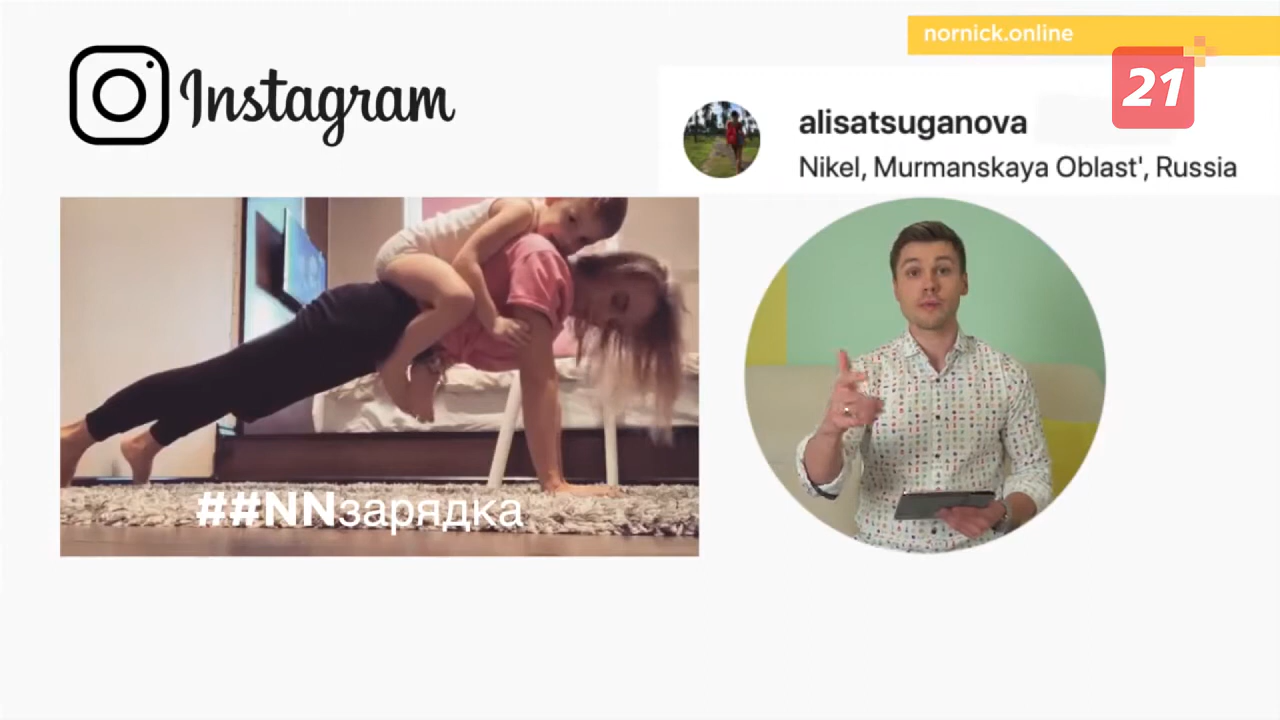 nornick.online
21
Instagram
alisatsuganova
Nikel, Murmanskaya Oblast', Russia
##NNзарядка